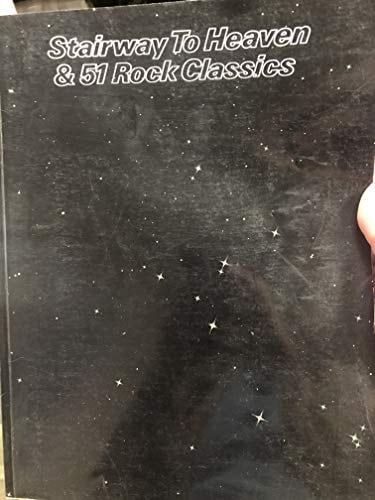 Stairway To Heaven
& 51 Rock Classics